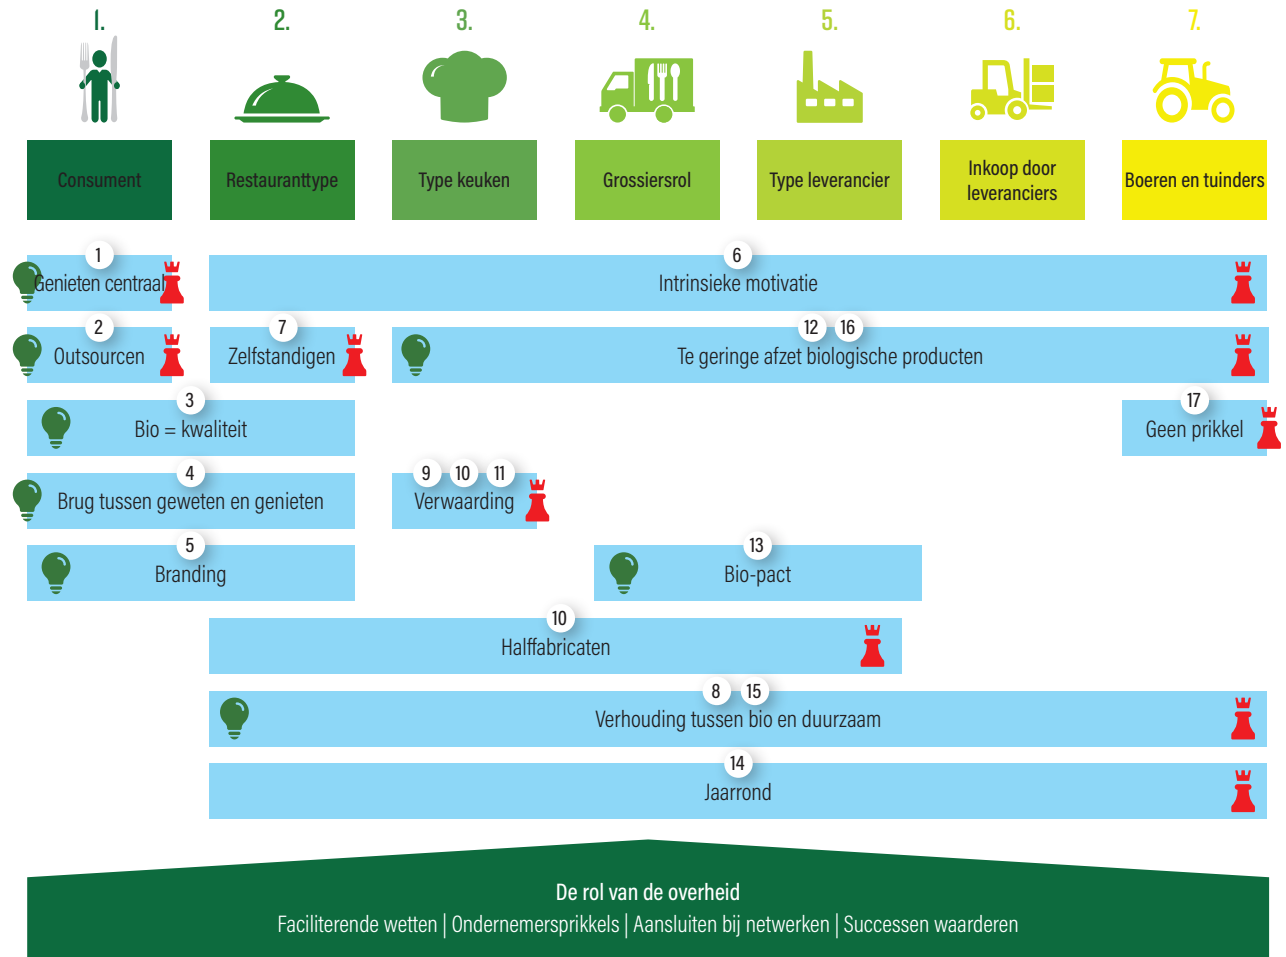 1.
2.
3.
4.
5.
6.
7.
Consument
Restauranttype
Type keuken
Grossiersrol
Type leverancier
Inkoop door
leveranciers
Boeren en tuinders
1
Genieten centraal
6
Intrinsieke motivatie
2
Outsourcen
7
Zelfstandigen
12 16
Te geringe afzet biologische producten
3
Bio = kwaliteit
17
Geen prikkel
4
Brug tussen geweten en genieten
9 10 11
Verwaarding
5
Branding
13
Bio-pact
10
Halffabricaten
8 15
Verhouding tussen bio en duurzaam
14
Jaarrond
De rol van de overheid
Faciliterende wetten | Ondernemersprikkels | Aansluiten bij netwerken | Successen waarderen